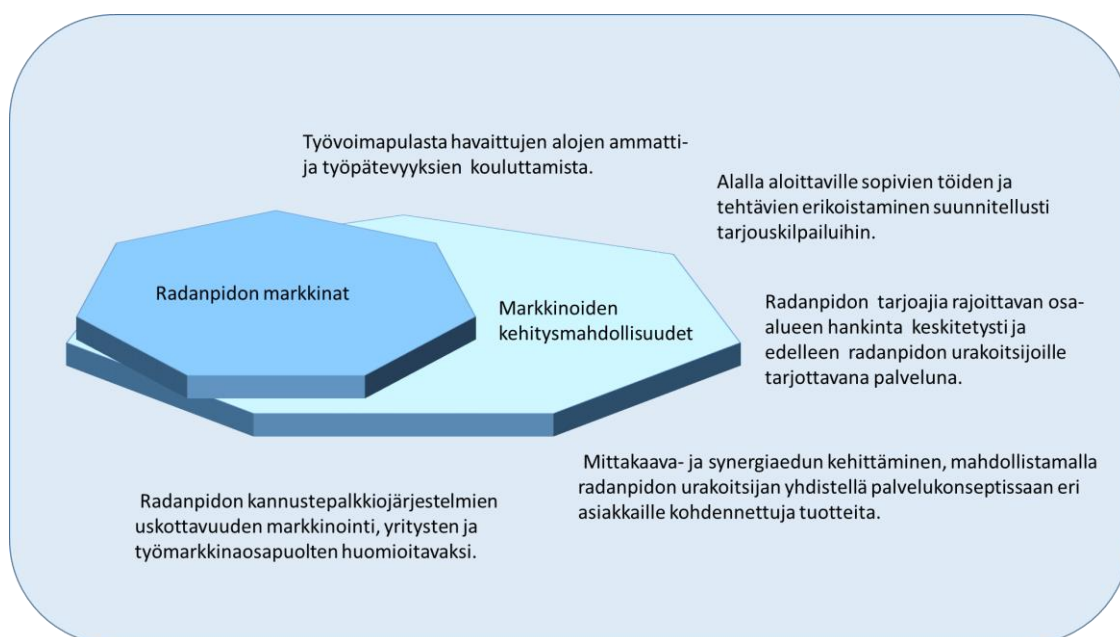 Työvoimapulasta havaittujen alojen ammatti-
ja työpätevyyksien kouluttamista.
Alalla aloittaville sopivien töiden ja
tehtävien erikoistaminen suunnitellusti
tarjouskilpailuihin.
Radanpidon markkinat
Markkinoiden
kehitysmahdollisuudet
Radanpidon tarjoajia rajoittavan osa-
alueen hankinta keskitetysti ja
edelleen radanpidon urakoitsijoille
tarjottavana palveluna.
Mittakaava- ja synergiaedun kehittäminen, mahdollistamalla
radanpidon urakoitsijan yhdistellä palvelukonseptissaan eri
asiakkaille kohdennettuja tuotteita.
Radanpidon kannustepalkkiojärjestelmien
uskottavuuden markkinointi, yritysten ja
työmarkkinaosapuolten huomioitavaksi.